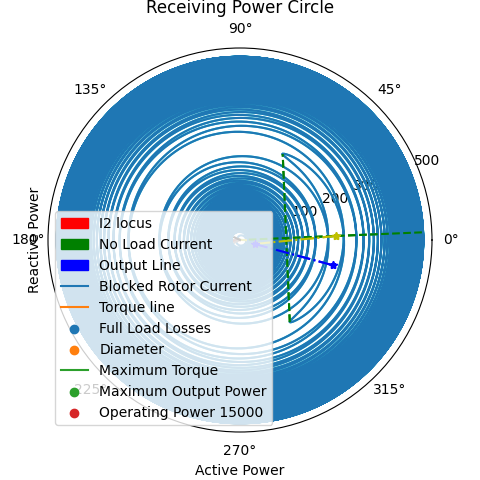 Receiving Power Circle
90°
135°
45°
500
300
200
100
Reactive Power
180°
0°
I2 locus
No Load Current
Output Line
Blocked Rotor Current
Torque line
Full Load Losses
Diameter
Maximum Torque
Maximum Output Power
Operating Power 15000
225°
315°
270°
Active Power